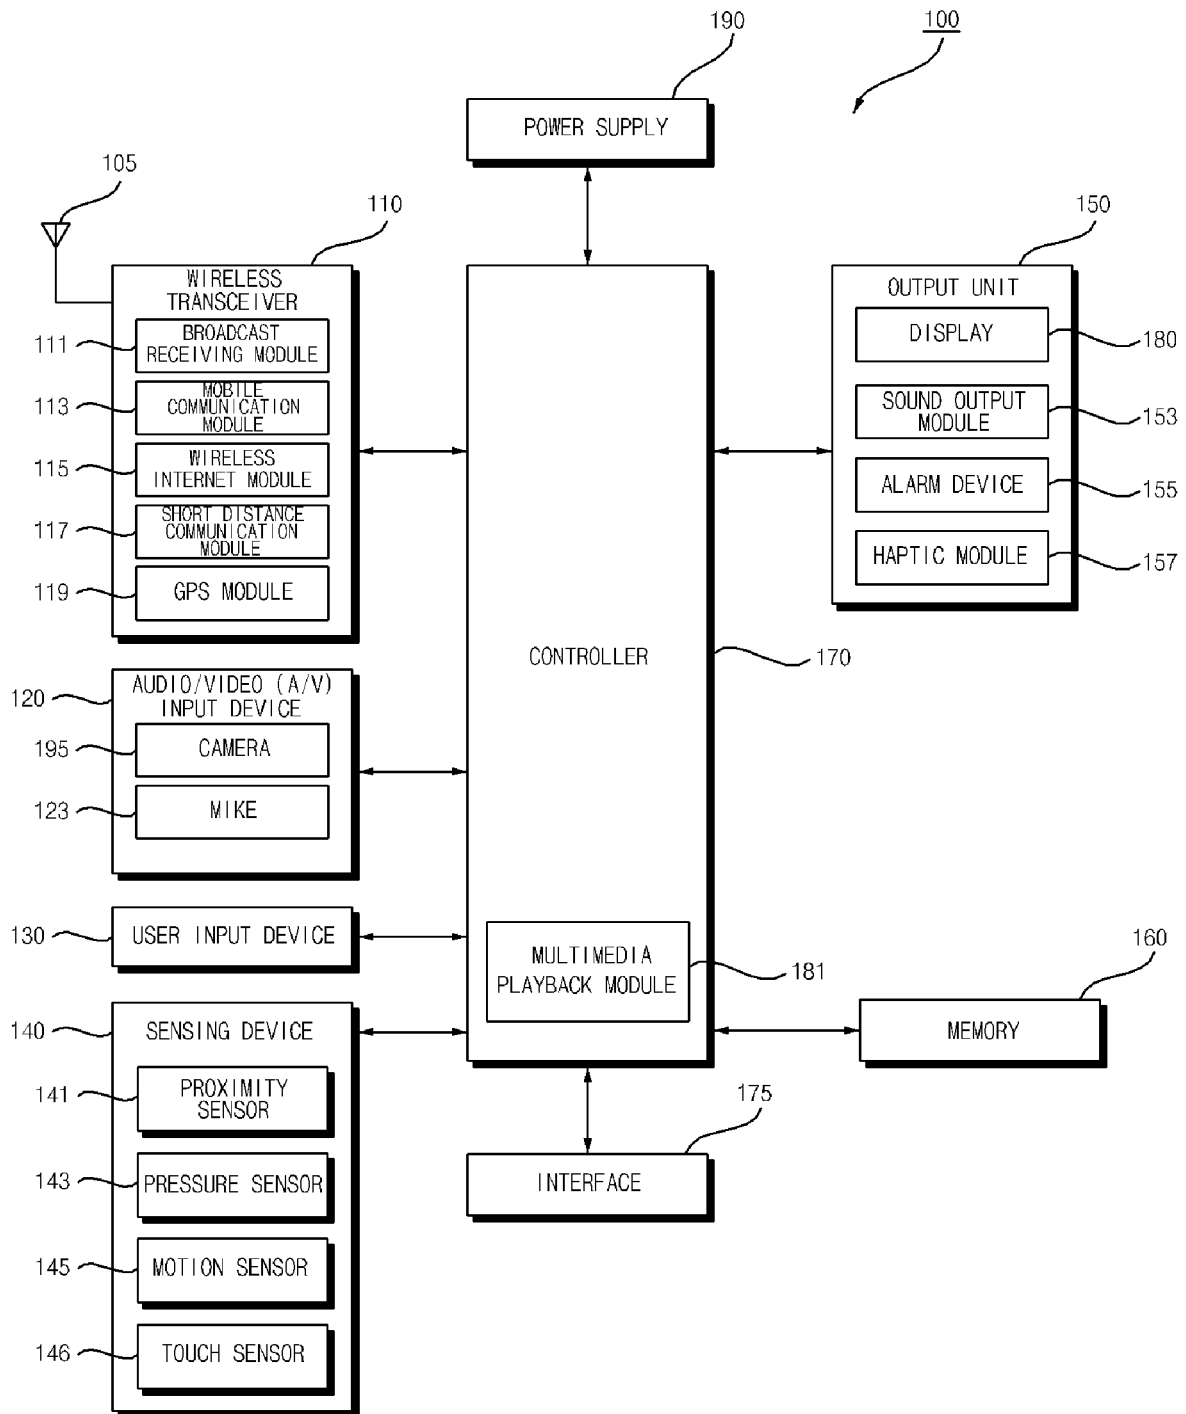 190
100
POWER SUPPLY
105
110
150
WIRELESS
TRANSCEIVER
111
BROADCAST
RECEIVING MODULE
113
MOBILE
COMMUNICATION
MODULE
115
WIRELESS
INTERNET MODULE
117
SHORT DISTANCE
COMMUNICATION
MODULE
119
GPS MODULE
OUTPUT UNIT
DISPLAY
180
SOUND OUTPUT
MODULE
153
ALARM DEVICE
155
HAPTIC MODULE
157
CONTROLLER
170
120
AUDIO/VIDEO (A/V)
INPUT DEVICE
195
CAMERA
123
MIKE
130
USER INPUT DEVICE
MULTIMEDIA
PLAYBACK MODULE
181
160
MEMORY
140
SENSING DEVICE
141
PROXIMITY
SENSOR
143
PRESSURE SENSOR
145
MOTION SENSOR
146
TOUCH SENSOR
175
INTERFACE